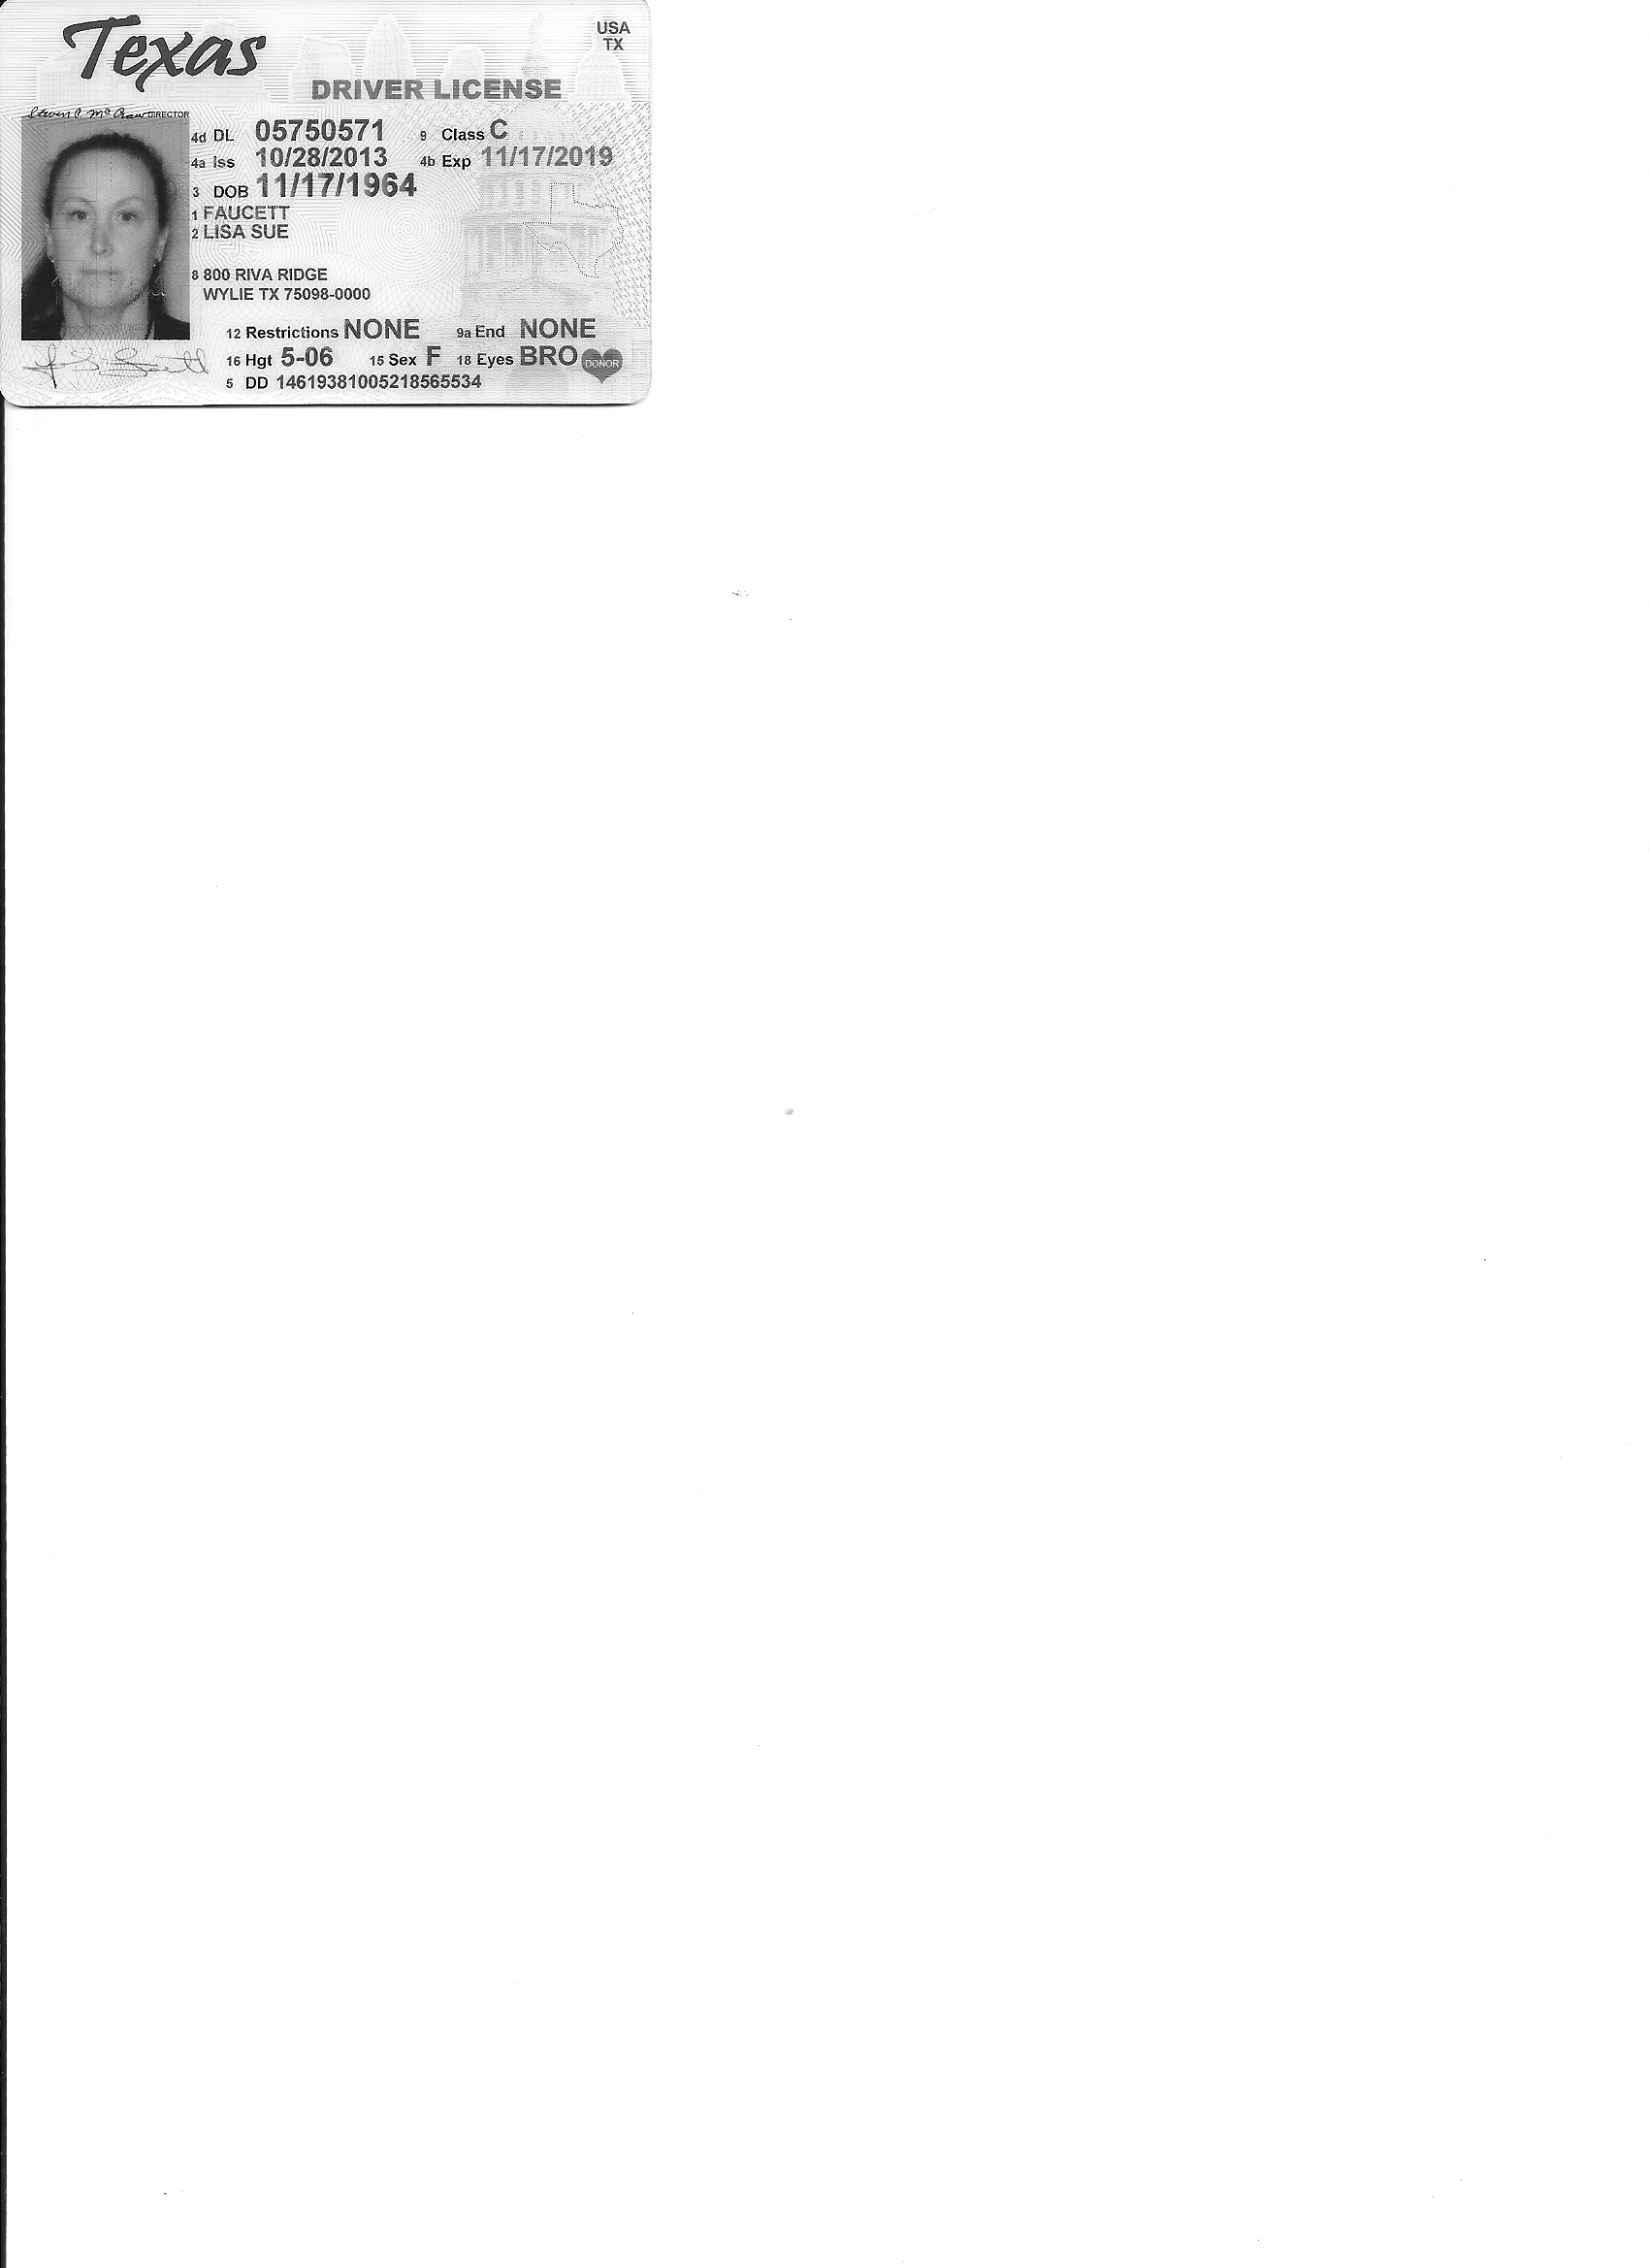 Texas
USA
TX
DRIVER LICENSE
Steven C McCraw DIRECTOR
4d DL 05750571 9 Class C
4a Iss 10/28/2013 4b Exp 11/17/2019
3 DOB 11/17/1964
1 FAUCETT
2 LISA SUE
8 800 RIVA RIDGE
WYLIE TX 75098-0000
12 Restrictions NONE 9a End NONE
16 Hgt 5-06 15 Sex F 18 Eyes BRO DONOR
5 DD 14619381005218565534